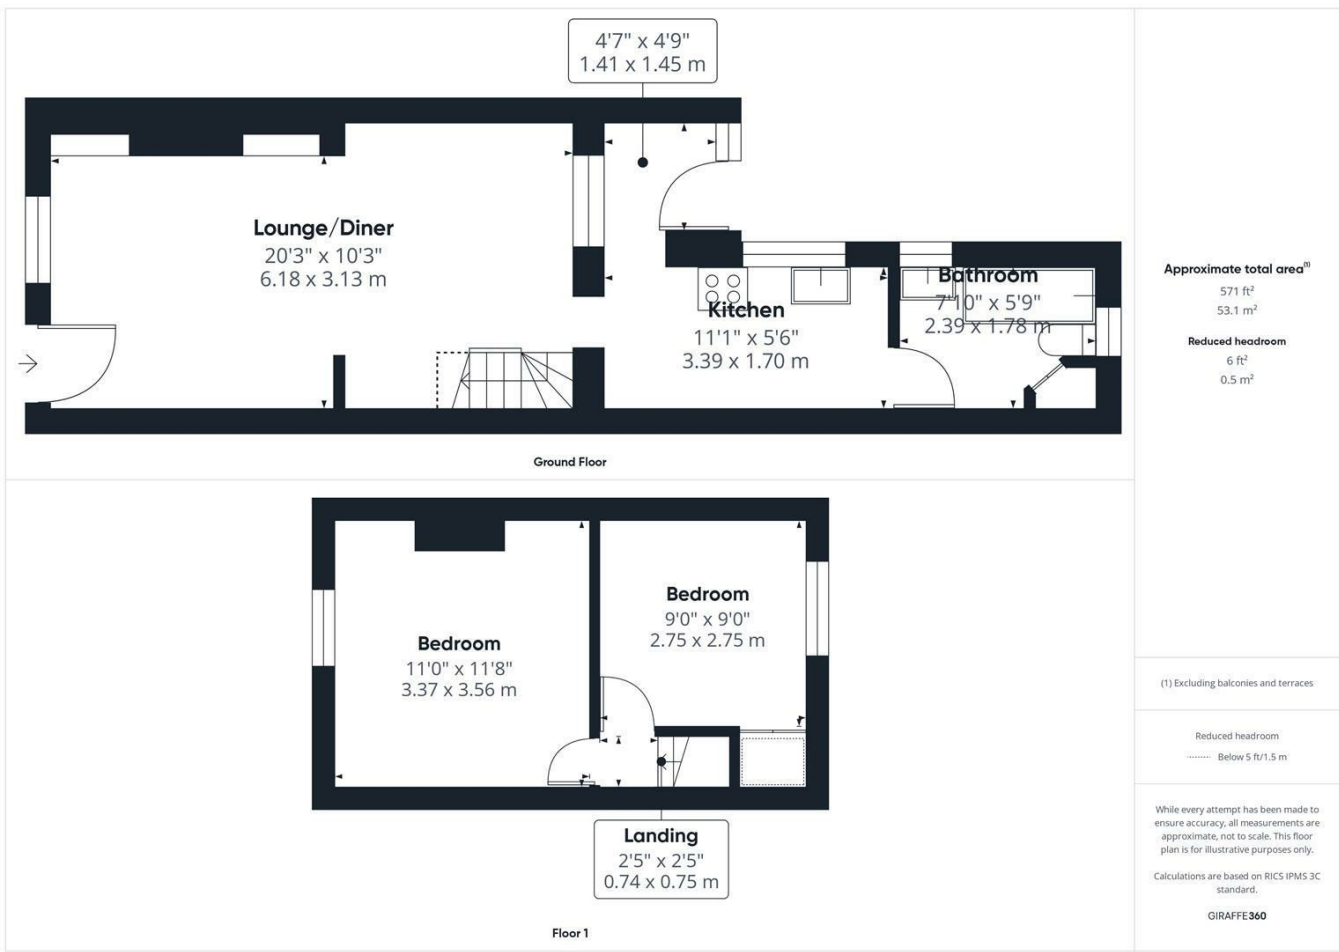 4'7" x 4'9"
1.41 x 1.45 m
Lounge/Diner
20'3" x 10'3"
6.18 x 3.13 m
Kitchen
11'1" x 5'6"
3.39 x 1.70 m
Bathroom
7'10" x 5'9"
2.39 x 1.78 m
Ground Floor
Bedroom
11'0" x 11'8"
3.37 x 3.56 m
Bedroom
9'0" x 9'0"
2.75 x 2.75 m
Landing
2'5" x 2'5"
0.74 x 0.75 m
Floor 1
Approximate total area(1)
571 ft²
53.1 m²
Reduced headroom
6 ft²
0.5 m²
(1) Excluding balconies and terraces
Reduced headroom
Below 5 ft/1.5 m
While every attempt has been made to
ensure accuracy, all measurements are
approximate, not to scale. This floor
plan is for illustrative purposes only.
Calculations are based on RICS IPMS 3C
standard.
GIRAFFE360